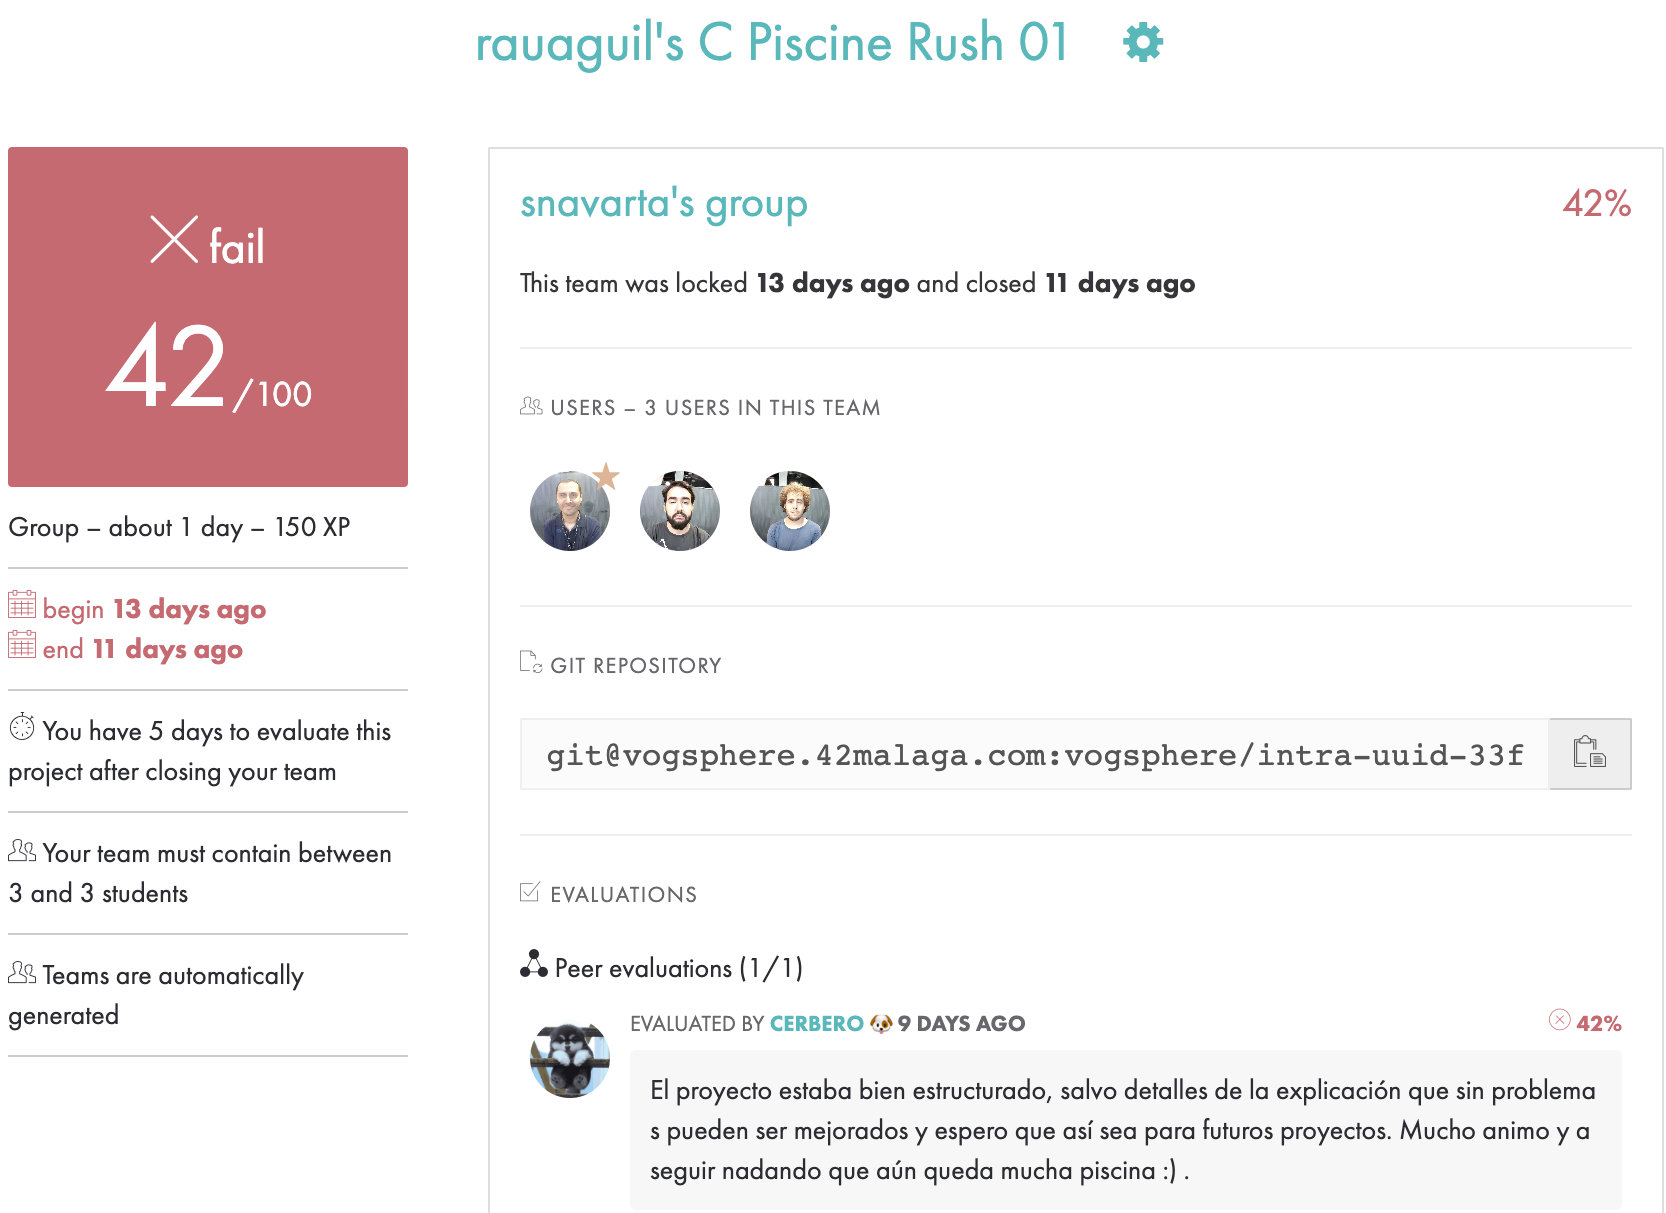 rauaguil's C Piscine Rush 01
fail
42/100
Group – about 1 day – 150 XP
begin 13 days ago
end 11 days ago
You have 5 days to evaluate this
project after closing your team
Your team must contain between
3 and 3 students
Teams are automatically
generated
snavarta's group
42%
This team was locked 13 days ago and closed 11 days ago
USERS – 3 USERS IN THIS TEAM
GIT REPOSITORY
git@vogsphere.42malaga.com:vogsphere/intra-uuid-33f
EVALUATIONS
Peer evaluations (1/1)
EVALUATED BY CERBERO 🐶 9 DAYS AGO
42%
El proyecto estaba bien estructurado, salvo detalles de la explicación que sin problema
s pueden ser mejorados y espero que así sea para futuros proyectos. Mucho animo y a
seguir nadando que aún queda mucha piscina :) .